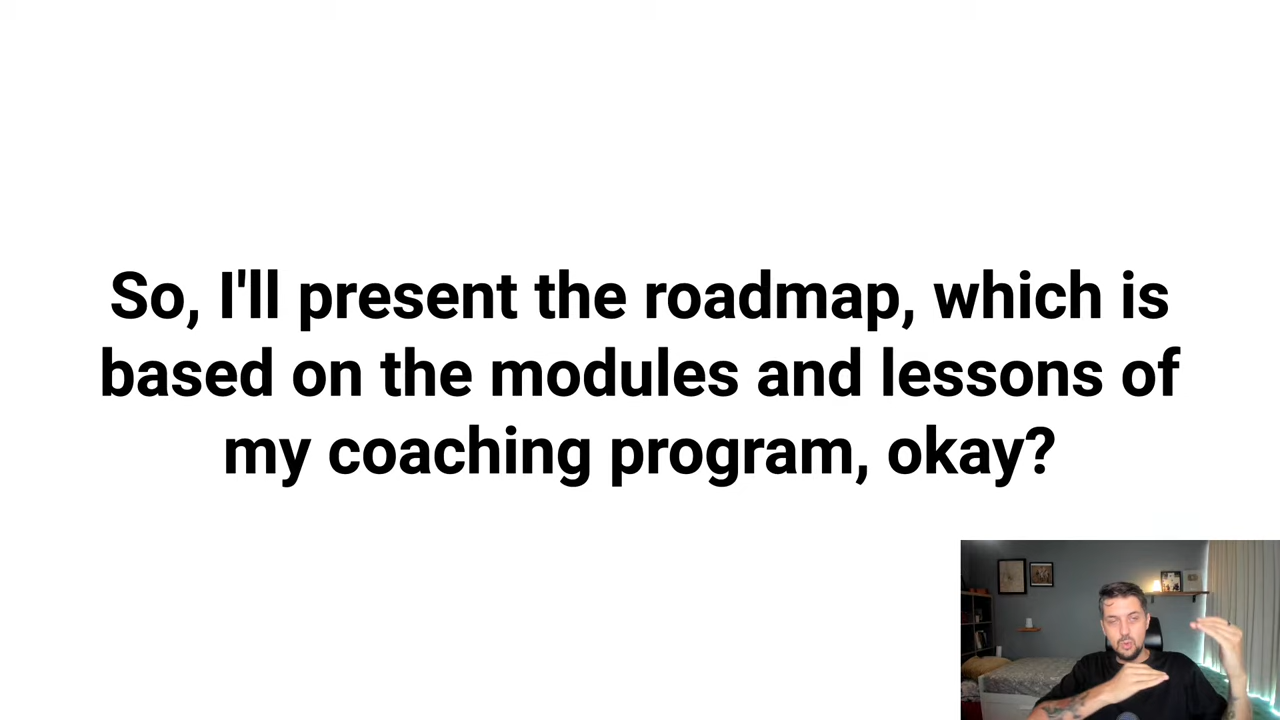 So, I'll present the roadmap, which is
based on the modules and lessons of
my coaching program, okay?